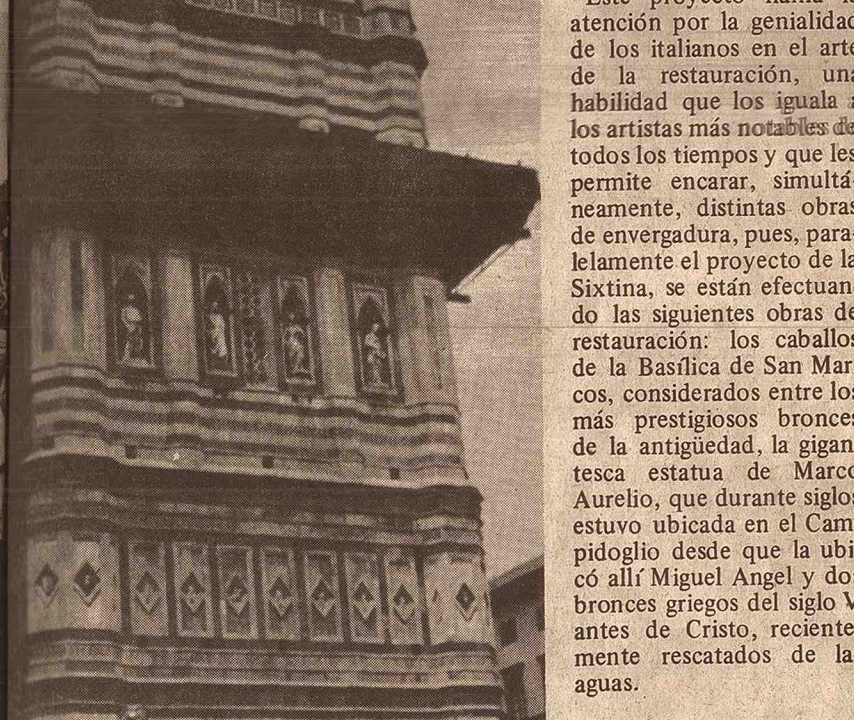 Este proyecto llama la
atención por la genialidad
de los italianos en el arte
de la restauración, una
habilidad que los iguala a
los artistas más notables de
todos los tiempos y que les
permite encarar, simultá-
neamente, distintas obras
de envergadura, pues, para-
lelamente el proyecto de la
Sixtina, se están efectuan-
do las siguientes obras de
restauración: los caballos
de la Basílica de San Mar-
cos, considerados entre los
más prestigiosos bronces
de la antigüedad, la gigan-
tesca estatua de Marco
Aurelio, que durante siglos
estuvo ubicada en el Cam-
pidoglio desde que la ubi-
có allí Miguel Angel y dos
bronces griegos del siglo V
antes de Cristo, reciente-
mente rescatados de las
aguas.